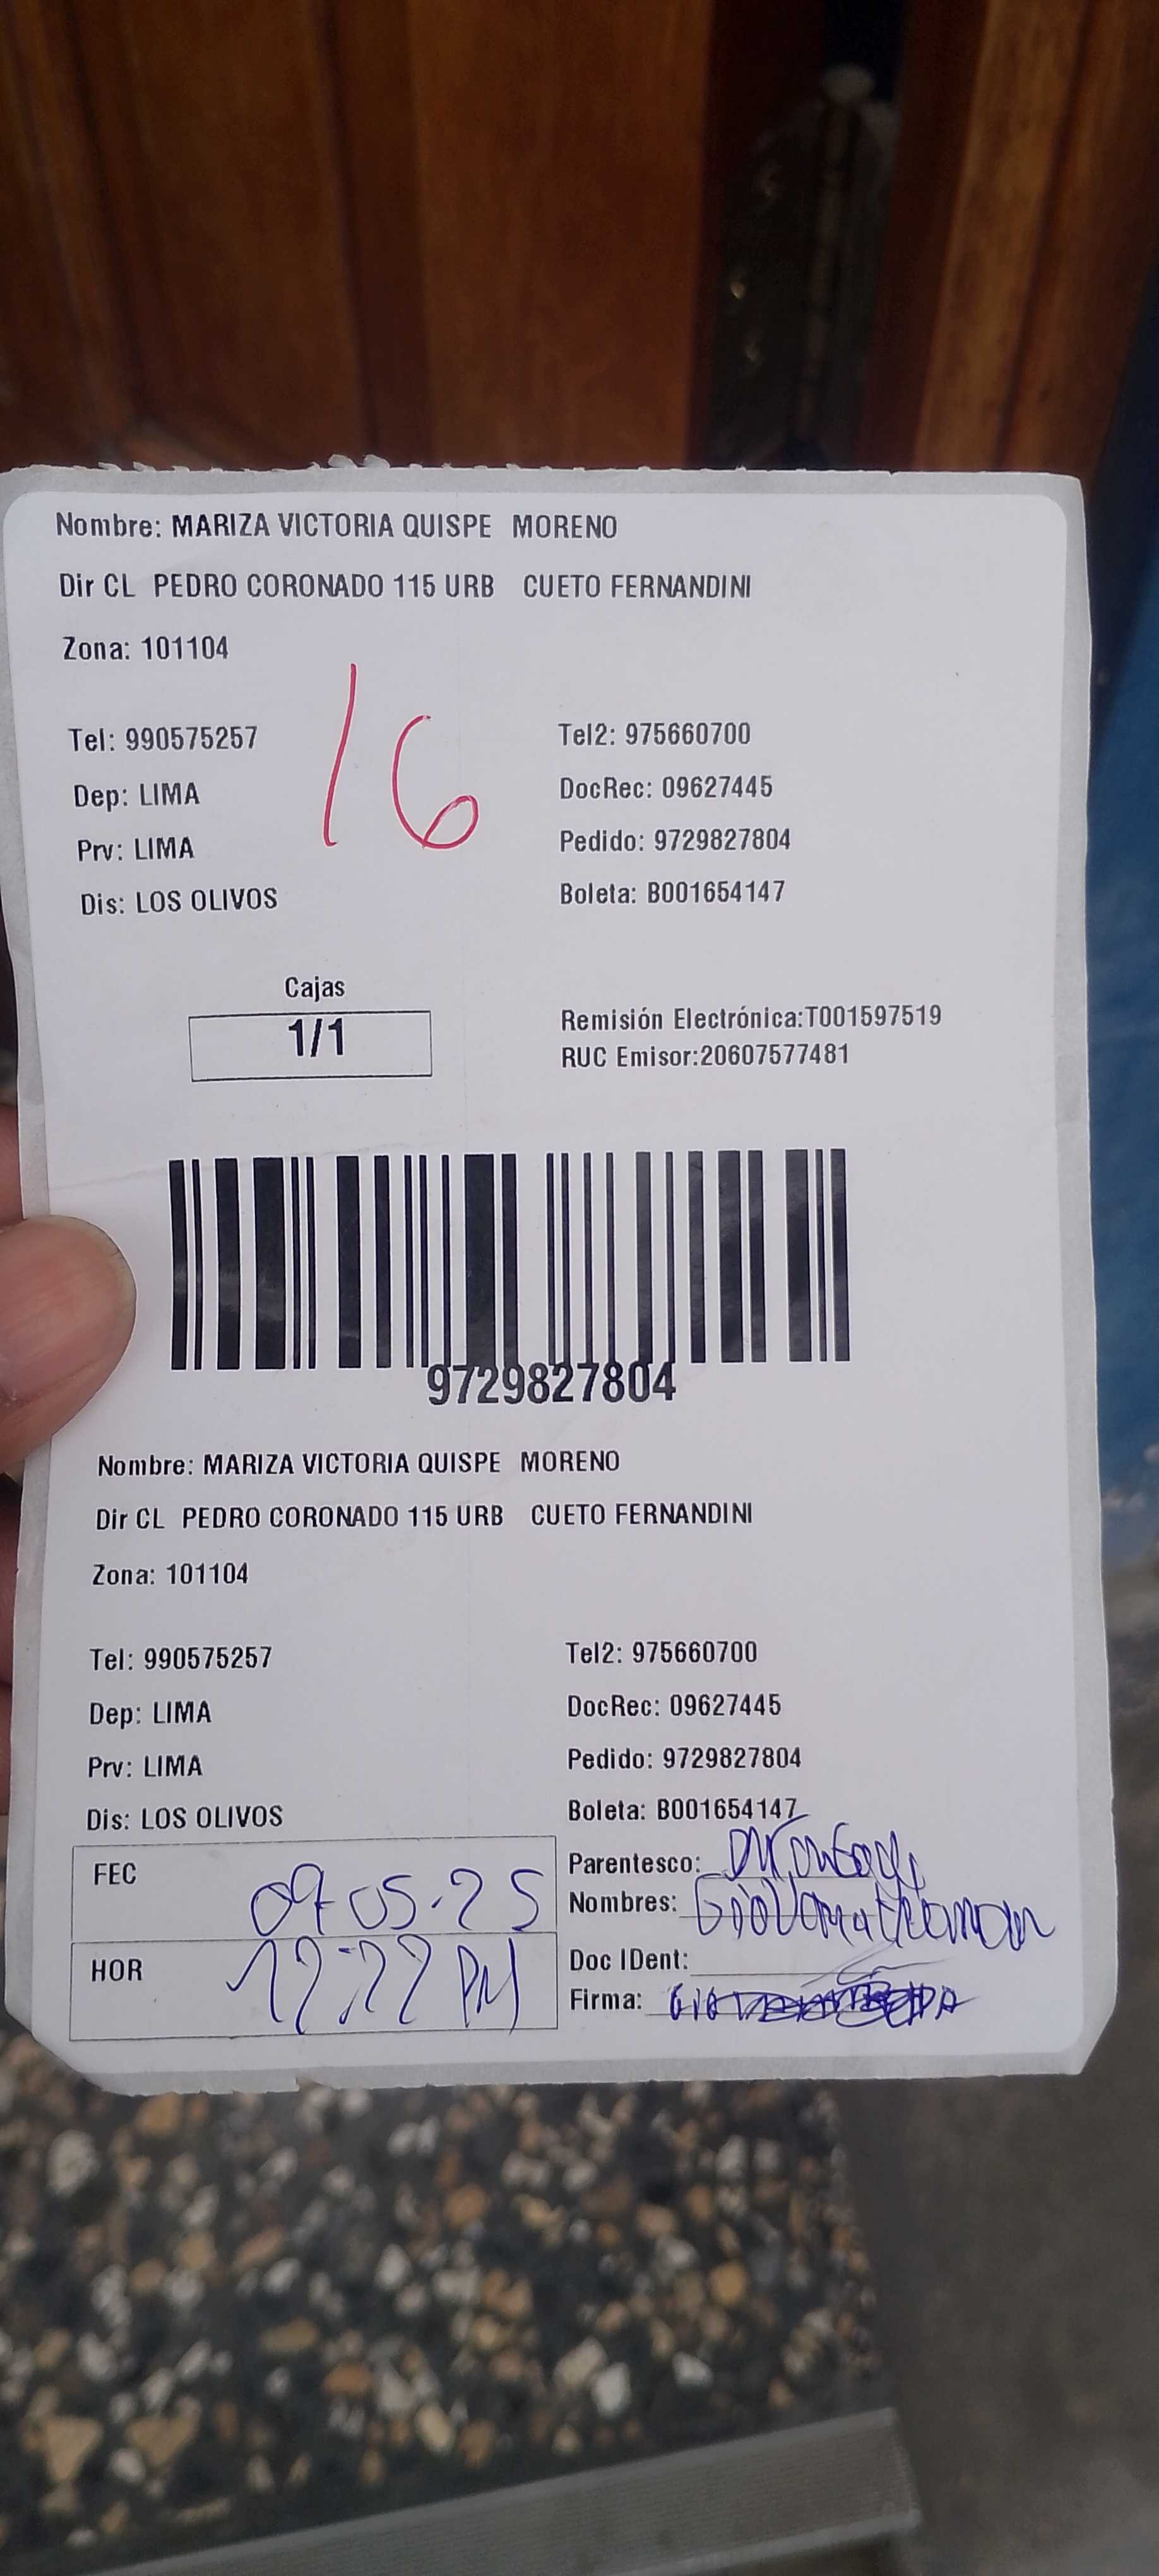 Nombre: MARIZA VICTORIA QUISPE MORENO
Dir CL PEDRO CORONADO 115 URB CUETO FERNANDINI
Zona: 101104
16
Tel: 990575257 Tel2: 975660700
Dep: LIMA DocRec: 09627445
Prv: LIMA Pedido: 9729827804
Dis: LOS OLIVOS Boleta: B001654147
Cajas
1/1
Remisión Electrónica:T001597519
RUC Emisor:20607577481
9729827804
Nombre: MARIZA VICTORIA QUISPE MORENO
Dir CL PEDRO CORONADO 115 URB CUETO FERNANDINI
Zona: 101104
Tel: 990575257 Tel2: 975660700
Dep: LIMA DocRec: 09627445
Prv: LIMA Pedido: 9729827804
Dis: LOS OLIVOS Boleta: B001654147
FEC 09-05-25
HOR 12:22 PM
Parentesco:
Nombres:
Doc IDent:
Firma: